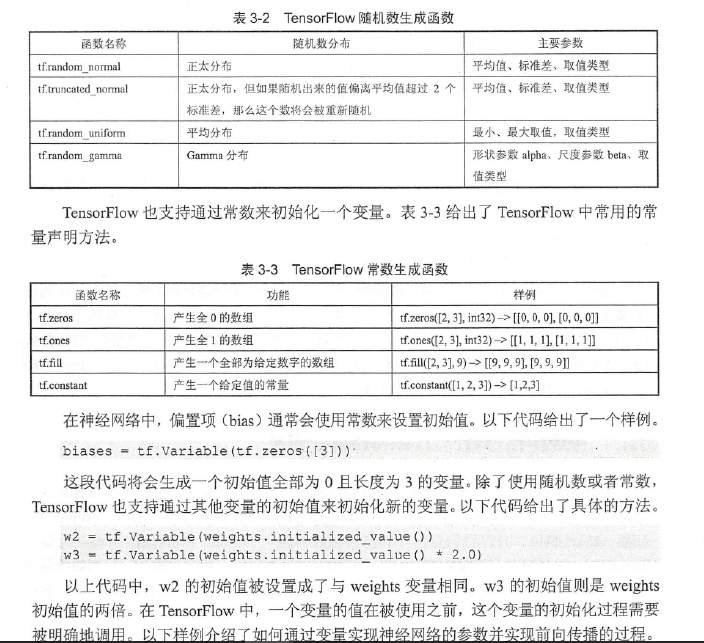 表 3-2 TensorFlow 随机数生成函数
函数名称 随机数分布 主要参数
tf.random_normal 正太分布 平均值、标准差、取值类型
tf.truncated_normal 正太分布，但如果随机出来的值偏离平均值超过 2 个 平均值、标准差、取值类型
标准差，那么这个数将会被重新随机
tf.random_uniform 平均分布 最小、最大取值，取值类型
tf.random_gamma Gamma 分布 形状参数 alpha、尺度参数 beta、取
值类型
TensorFlow 也支持通过常数来初始化一个变量。表 3-3 给出了 TensorFlow 中常用的常
量声明方法。
表 3-3 TensorFlow 常数生成函数
函数名称 功能 样例
tf.zeros 产生全 0 的数组 tf.zeros([2, 3], int32) –> [[0, 0, 0], [0, 0, 0]]
tf.ones 产生全 1 的数组 tf.ones([2, 3], int32) –> [[1, 1, 1], [1, 1, 1]]
tf.fill 产生一个全部为给定数字的数组 tf.fill([2, 3], 9) –> [[9, 9, 9], [9, 9, 9]]
tf.constant 产生一个给定值的常量 tf.constant([1, 2, 3]) –> [1,2,3]
在神经网络中，偏置项（bias）通常会使用常数来设置初始值。以下代码给出了一个样例。
biases = tf.Variable(tf.zeros([3]))
这段代码将会生成一个初始值全部为 0 且长度为 3 的变量。除了使用随机数或者常数，
TensorFlow 也支持通过其他变量的初始值来初始化新的变量。以下代码给出了具体的方法。
w2 = tf.Variable(weights.initialized_value())
w3 = tf.Variable(weights.initialized_value() * 2.0)
以上代码中，w2 的初始值被设置成了与 weights 变量相同。w3 的初始值则是 weights
初始值的两倍。在 TensorFlow 中，一个变量的值在被使用之前，这个变量的初始化过程需要
被明确地调用。以下样例介绍了如何通过变量实现神经网络的参数并实现前向传播的过程。